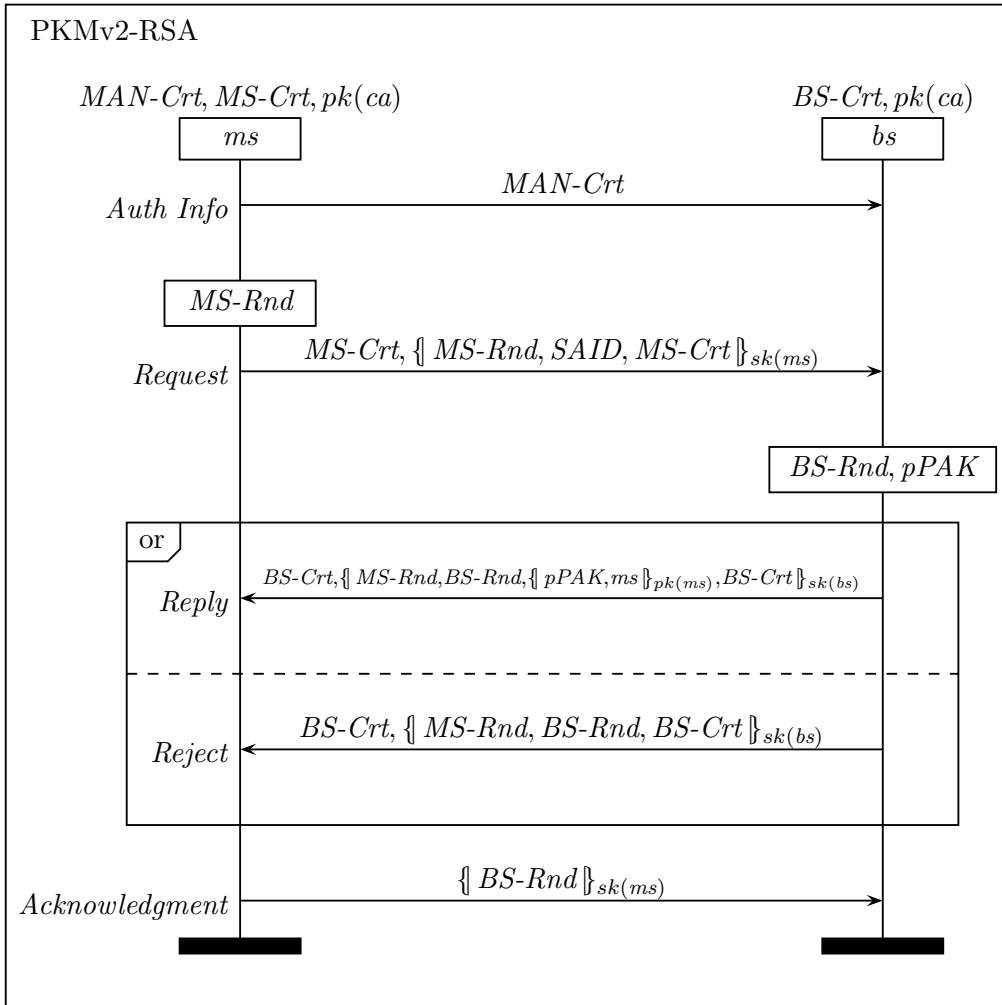 PKMv2-RSA
MAN-Crt, MS-Crt, pk(ca)
BS-Crt, pk(ca)
ms
bs
MAN-Crt
Auth Info
MS-Rnd
MS-Crt, {| MS-Rnd, SAID, MS-Crt |}sk(ms)
Request
BS-Rnd, pPAK
or
BS-Crt,{| MS-Rnd,BS-Rnd,{| pPAK,ms |}pk(ms),BS-Crt |}sk(bs)
Reply
BS-Crt, {| MS-Rnd, BS-Rnd, BS-Crt |}sk(bs)
Reject
{| BS-Rnd |}sk(ms)
Acknowledgment